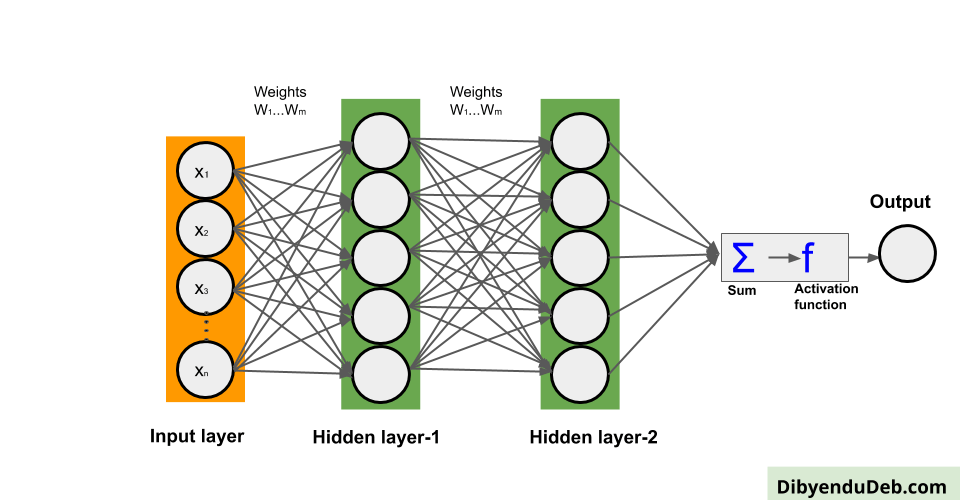 Weights
W₁...Wₘ
Weights
W₁...Wₘ
x₁
x₂
x₃
xₙ
Output
Σ
f
Sum
Activation
function
Input layer
Hidden layer-1
Hidden layer-2
DibyenduDeb.com